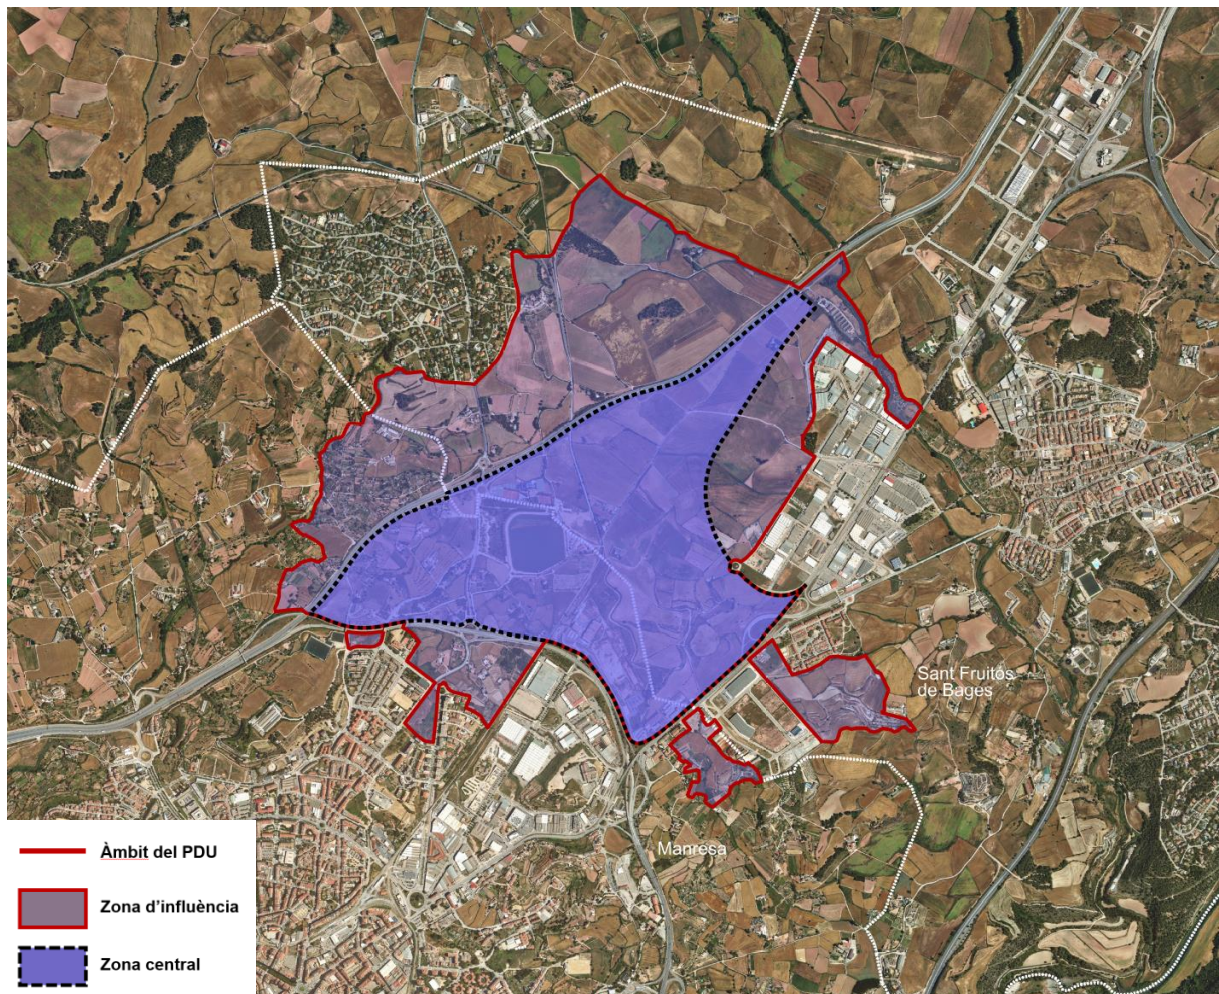 Sant Fruitós
de Bages
Manresa
Àmbit del PDU
Zona d'influència
Zona central